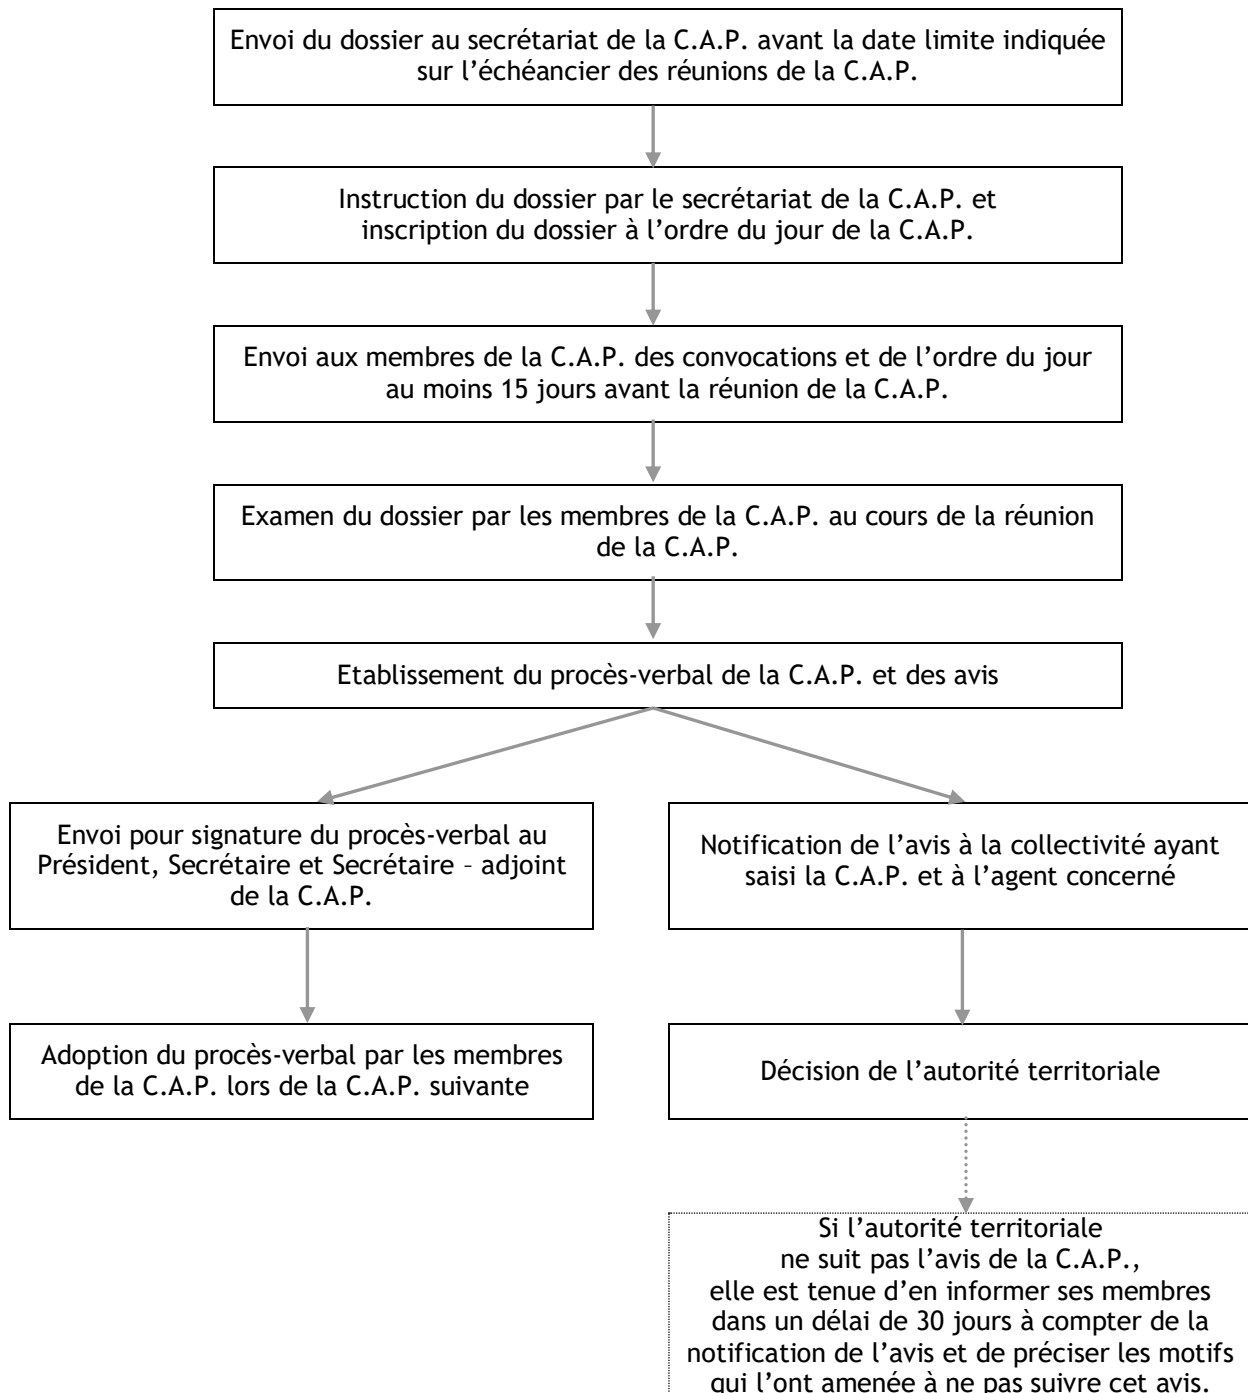 Envoi du dossier au secrétariat de la C.A.P. avant la date limite indiquée
sur l’échéancier des réunions de la C.A.P.
Instruction du dossier par le secrétariat de la C.A.P. et
inscription du dossier à l’ordre du jour de la C.A.P.
Envoi aux membres de la C.A.P. des convocations et de l’ordre du jour
au moins 15 jours avant la réunion de la C.A.P.
Examen du dossier par les membres de la C.A.P. au cours de la réunion
de la C.A.P.
Etablissement du procès-verbal de la C.A.P. et des avis
Envoi pour signature du procès-verbal au
Président, Secrétaire et Secrétaire – adjoint
de la C.A.P.
Notification de l’avis à la collectivité ayant
saisi la C.A.P. et à l’agent concerné
Adoption du procès-verbal par les membres
de la C.A.P. lors de la C.A.P. suivante
Décision de l’autorité territoriale
Si l’autorité territoriale
ne suit pas l’avis de la C.A.P.,
elle est tenue d’en informer ses membres
dans un délai de 30 jours à compter de la
notification de l’avis et de préciser les motifs
qui l’ont amenée à ne pas suivre cet avis.